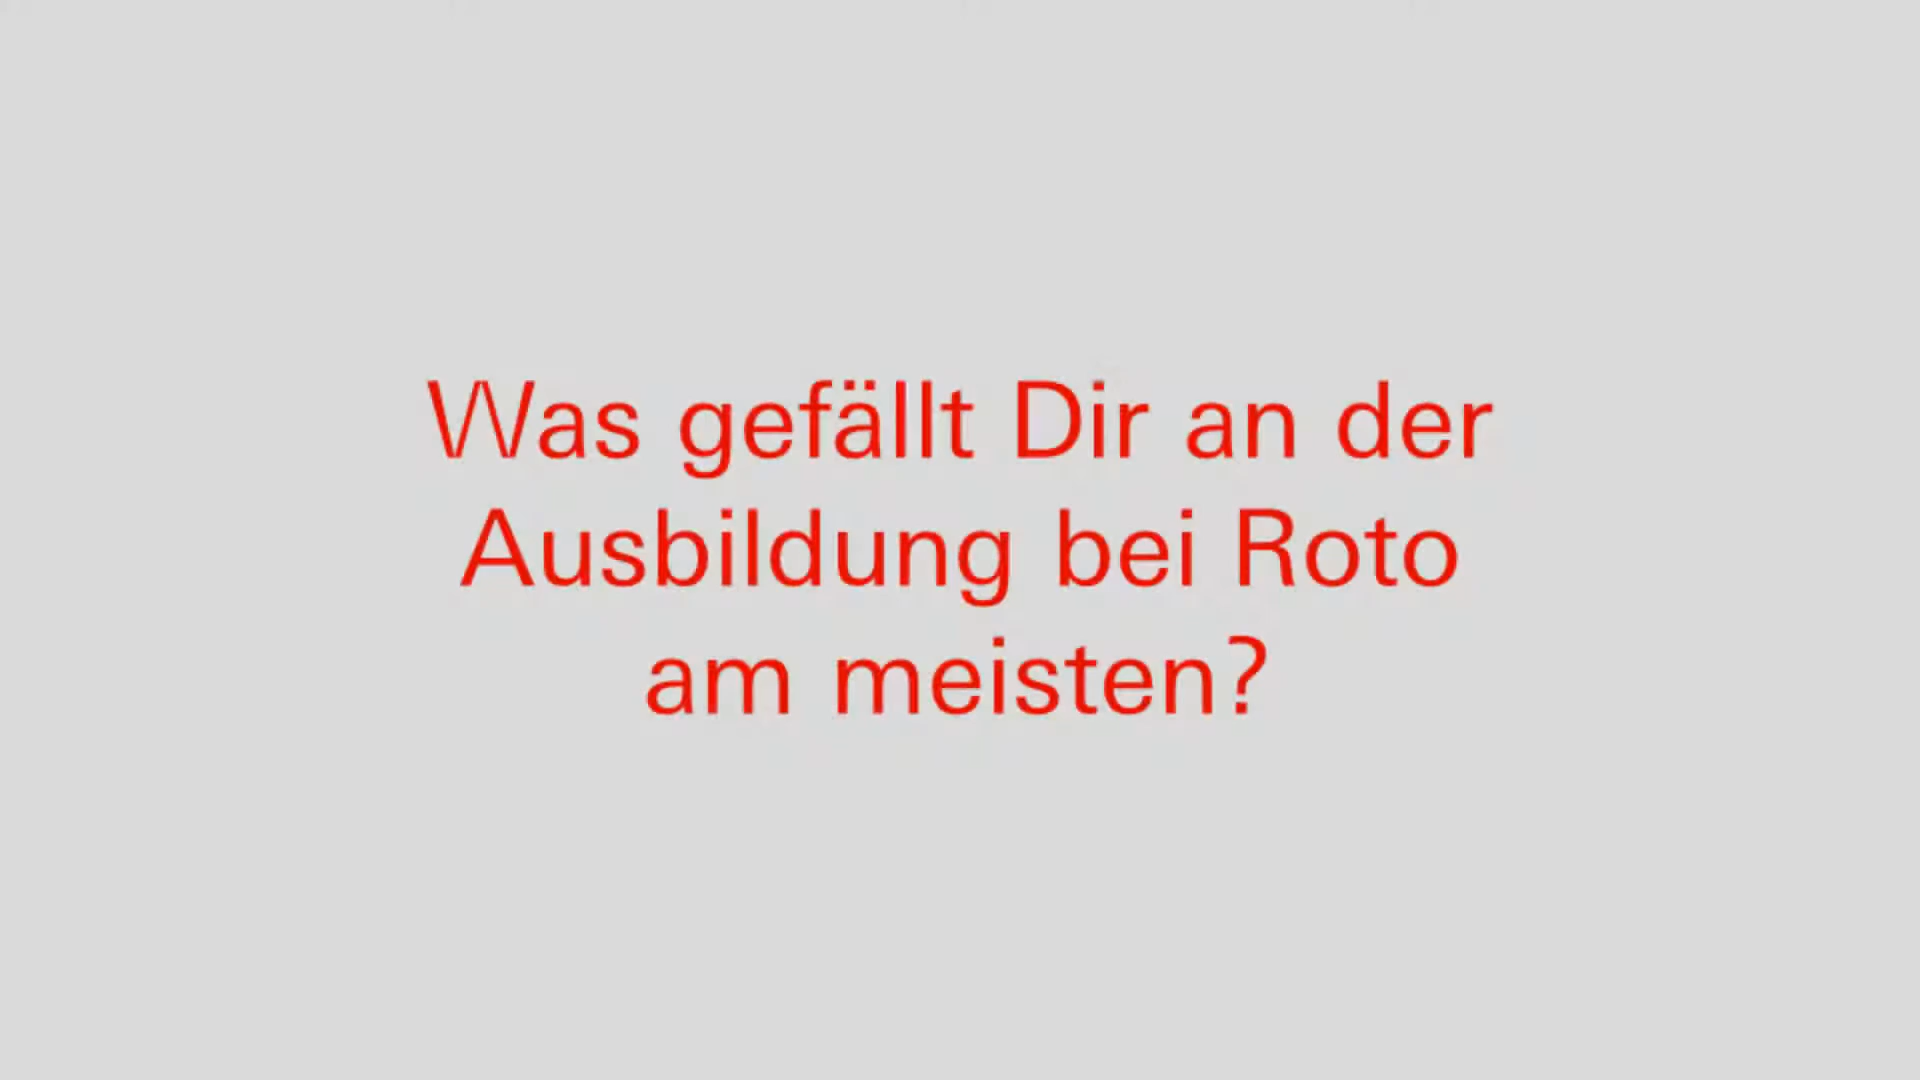 Was gefällt Dir an der
Ausbildung bei Roto
am meisten?